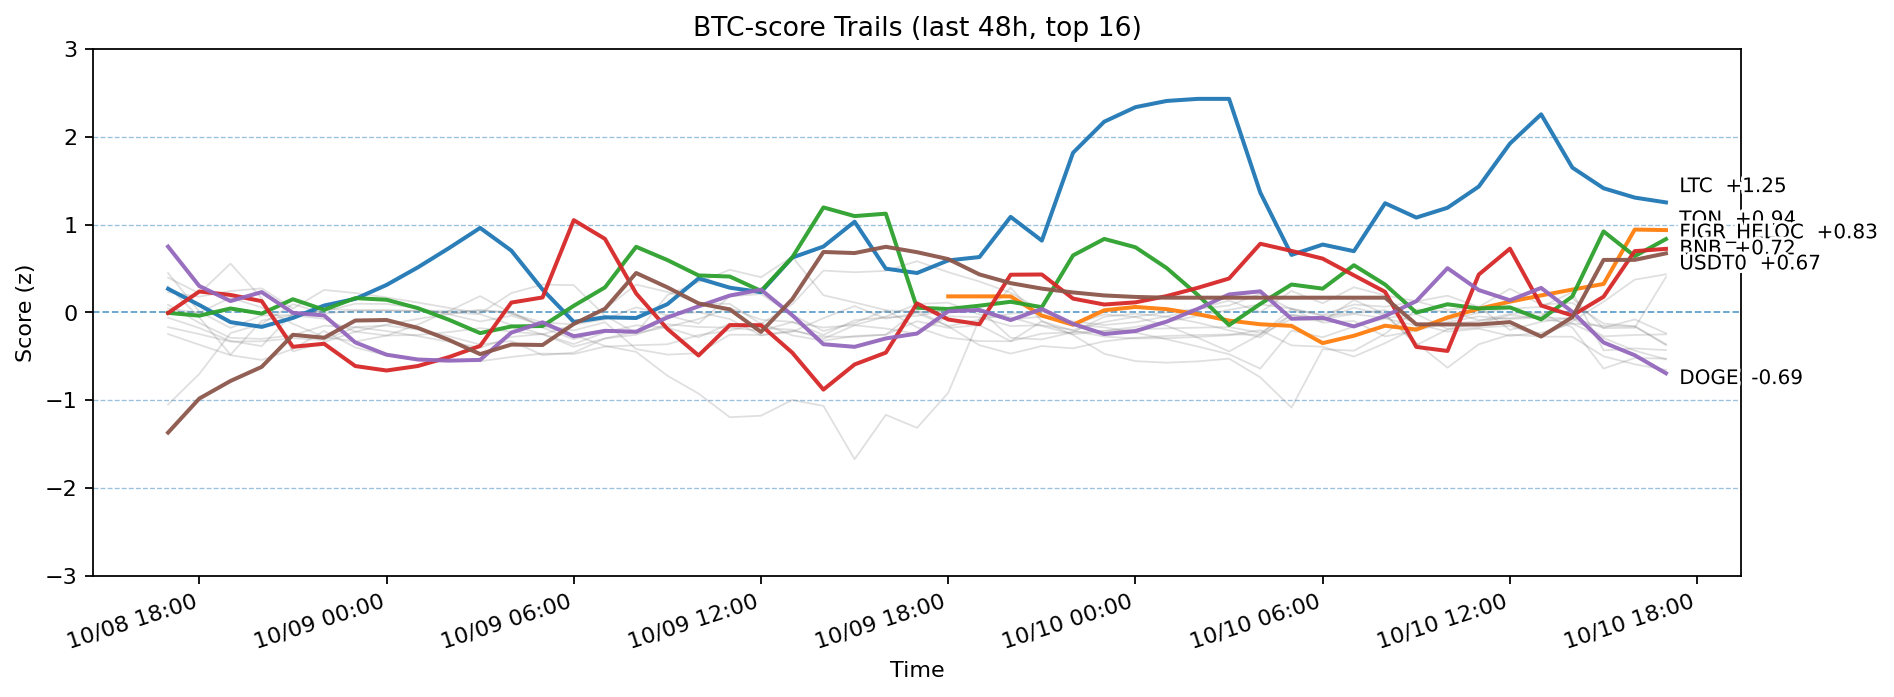 BTC-score Trails (last 48h, top 16)
Score (z)
3
2
1
0
−1
−2
−3
LTC +1.25
TON +0.94
FIGR_HELOC +0.83
BNB +0.72
USDT0 +0.67
DOGE -0.69
10/08 18:00
10/09 00:00
10/09 06:00
10/09 12:00
10/09 18:00
10/10 00:00
10/10 06:00
10/10 12:00
10/10 18:00
Time